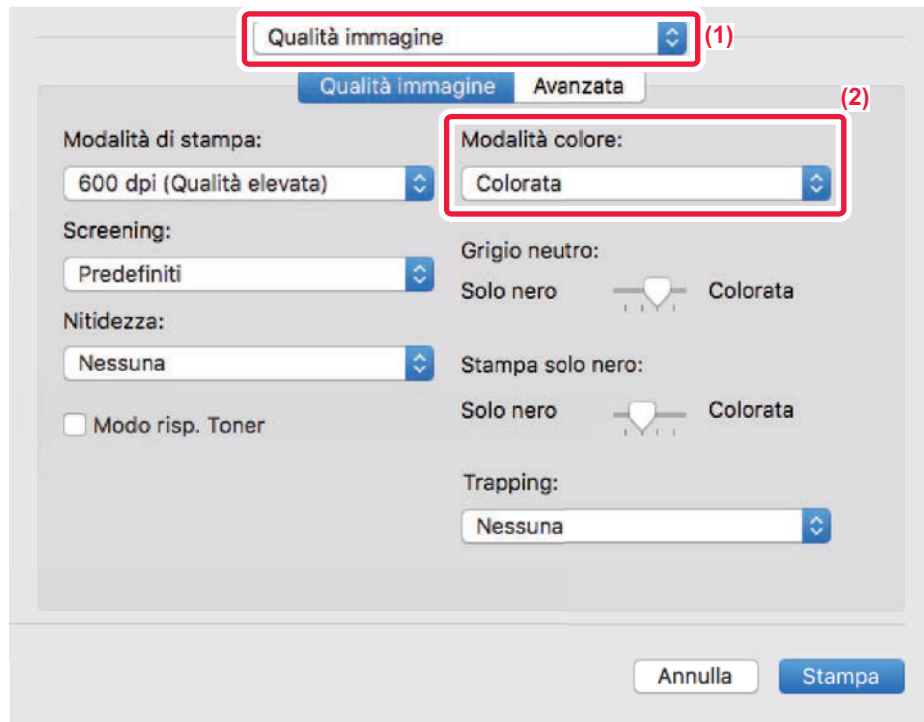 Qualità immagine
(1)
Qualità immagine Avanzata
(2)
Modalità di stampa:
600 dpi (Qualità elevata)
Screening:
Predefiniti
Nitidezza:
Nessuna
Modo risp. Toner
Modalità colore:
Colorata
Grigio neutro:
Solo nero Colorata
Stampa solo nero:
Solo nero Colorata
Trapping:
Nessuna
Annulla Stampa